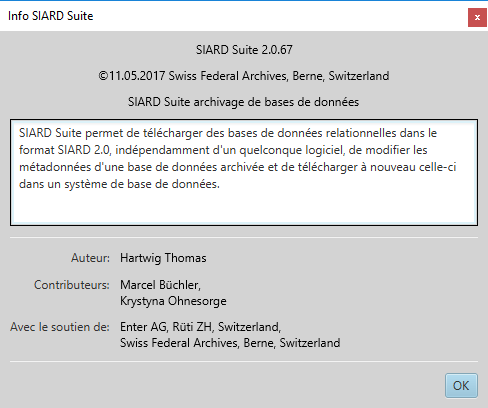 Info SIARD Suite
x
SIARD Suite 2.0.67
©11.05.2017 Swiss Federal Archives, Berne, Switzerland
SIARD Suite archivage de bases de données
SIARD Suite permet de télécharger des bases de données relationnelles dans le
format SIARD 2.0, indépendamment d'un quelconque logiciel, de modifier les
métadonnées d'une base de données archivée et de télécharger à nouveau celle-ci
dans un système de base de données.
Auteur: Hartwig Thomas
Contributeurs: Marcel Büchler,
Krystyna Ohnesorge
Avec le soutien de: Enter AG, Rüti ZH, Switzerland,
Swiss Federal Archives, Berne, Switzerland
OK